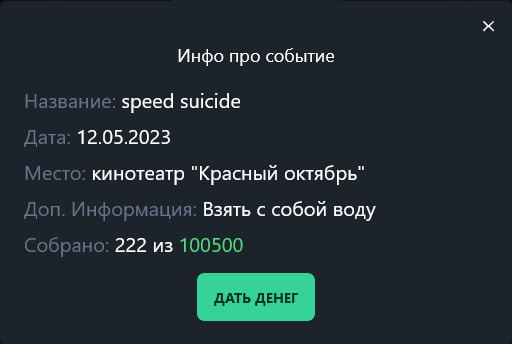 Инфо про событие
Название: speed suicide
Дата: 12.05.2023
Место: кинотеатр "Красный октябрь"
Доп. Информация: Взять с собой воду
Собрано: 222 из 100500
ДАТЬ ДЕНЕГ